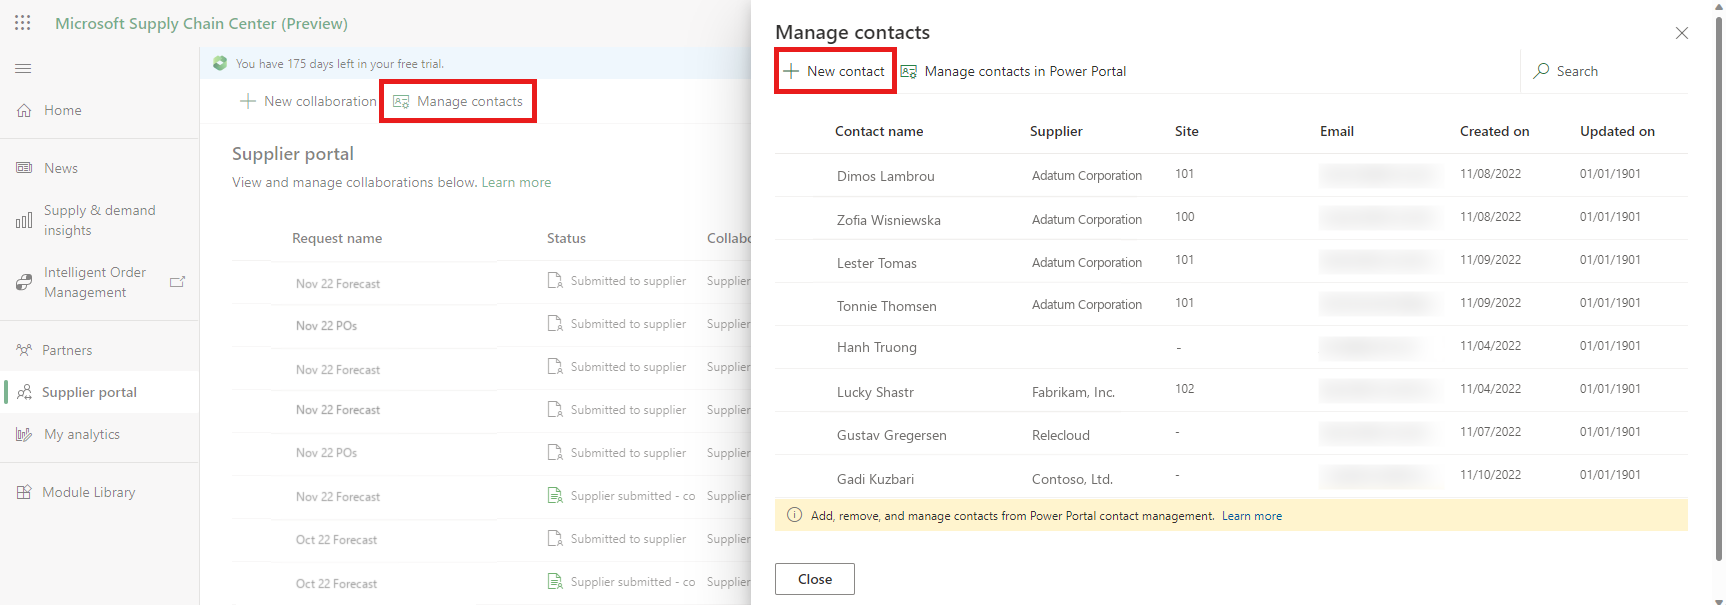 Microsoft Supply Chain Center (Preview)
You have 175 days left in your free trial.
New collaboration
Manage contacts
Home
News
Supply & demand
insights
Intelligent Order
Management
Partners
Supplier portal
My analytics
Module Library
Supplier portal
View and manage collaborations below. Learn more
Request name Status Collabo
Nov 22 Forecast Submitted to supplier Supplier
Nov 22 POs Submitted to supplier Supplier
Nov 22 Forecast Submitted to supplier Supplier
Nov 22 Forecast Submitted to supplier Supplier
Nov 22 POs Submitted to supplier Supplier
Nov 22 Forecast Supplier submitted - co Supplier
Oct 22 Forecast Submitted to supplier Supplier
Oct 22 Forecast Supplier submitted - co Supplier
Manage contacts
New contact
Manage contacts in Power Portal
Search
Contact name Supplier Site Email Created on Updated on
Dimos Lambrou Adatum Corporation 101 11/08/2022 01/01/1901
Zofia Wisniewska Adatum Corporation 100 11/08/2022 01/01/1901
Lester Tomas Adatum Corporation 101 11/09/2022 01/01/1901
Tonnie Thomsen Adatum Corporation 101 11/09/2022 01/01/1901
Hanh Truong - 11/04/2022 01/01/1901
Lucky Shastr Fabrikam, Inc. 102 11/04/2022 01/01/1901
Gustav Gregersen Relecloud - 11/07/2022 01/01/1901
Gadi Kuzbari Contoso, Ltd. - 11/10/2022 01/01/1901
Add, remove, and manage contacts from Power Portal contact management. Learn more
Close